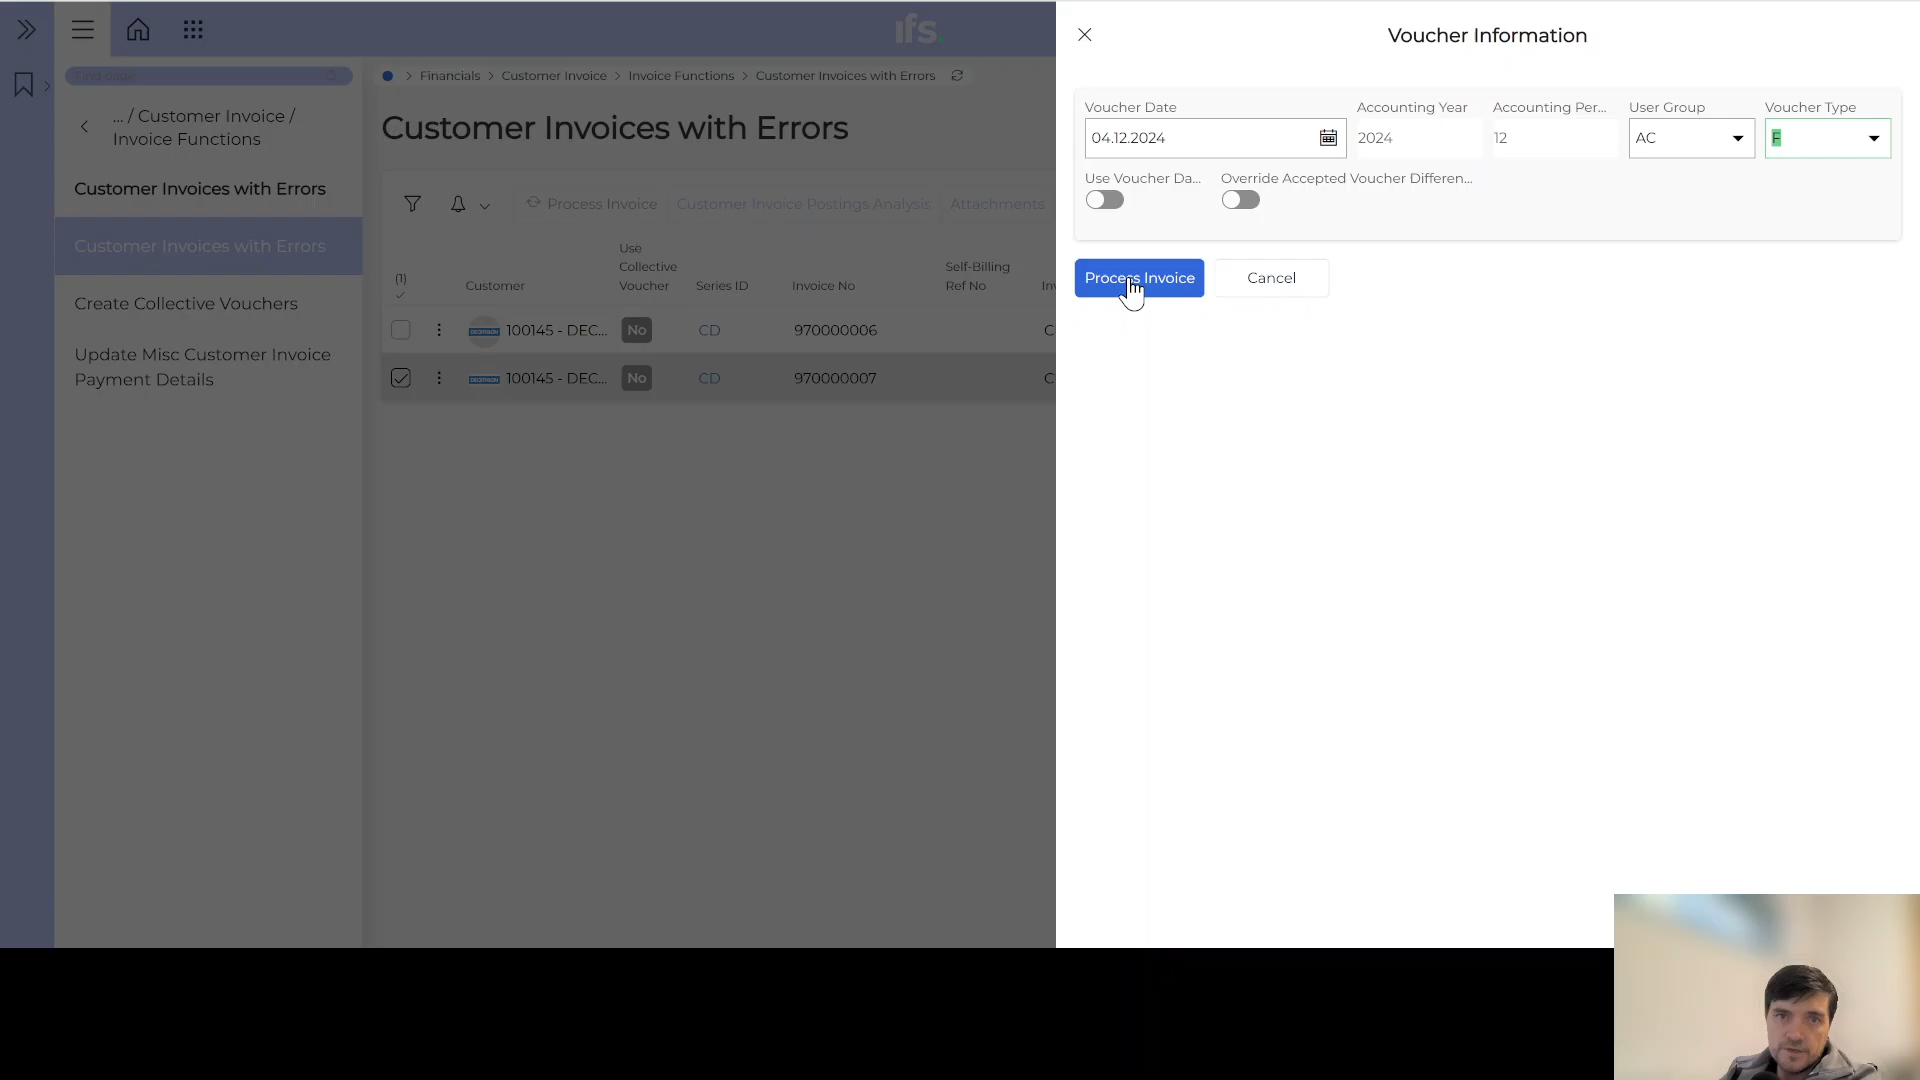 ifs.
Find page
Financials > Customer Invoice > Invoice Functions > Customer Invoices with Errors
... / Customer Invoice /
Invoice Functions
Customer Invoices with Errors
Customer Invoices with Errors
Create Collective Vouchers
Update Misc Customer Invoice
Payment Details
Customer Invoices with Errors
Process Invoice Customer Invoice Postings Analysis Attachments
(1) Customer Use Collective Voucher Series ID Invoice No Self-Billing Ref No
100145 - DEC... No CD 970000006 C
100145 - DEC... No CD 970000007 C
Voucher Information
Voucher Date Accounting Year Accounting Per... User Group Voucher Type
04.12.2024 2024 12 AC F
Use Voucher Da... Override Accepted Voucher Differen...
Process Invoice Cancel